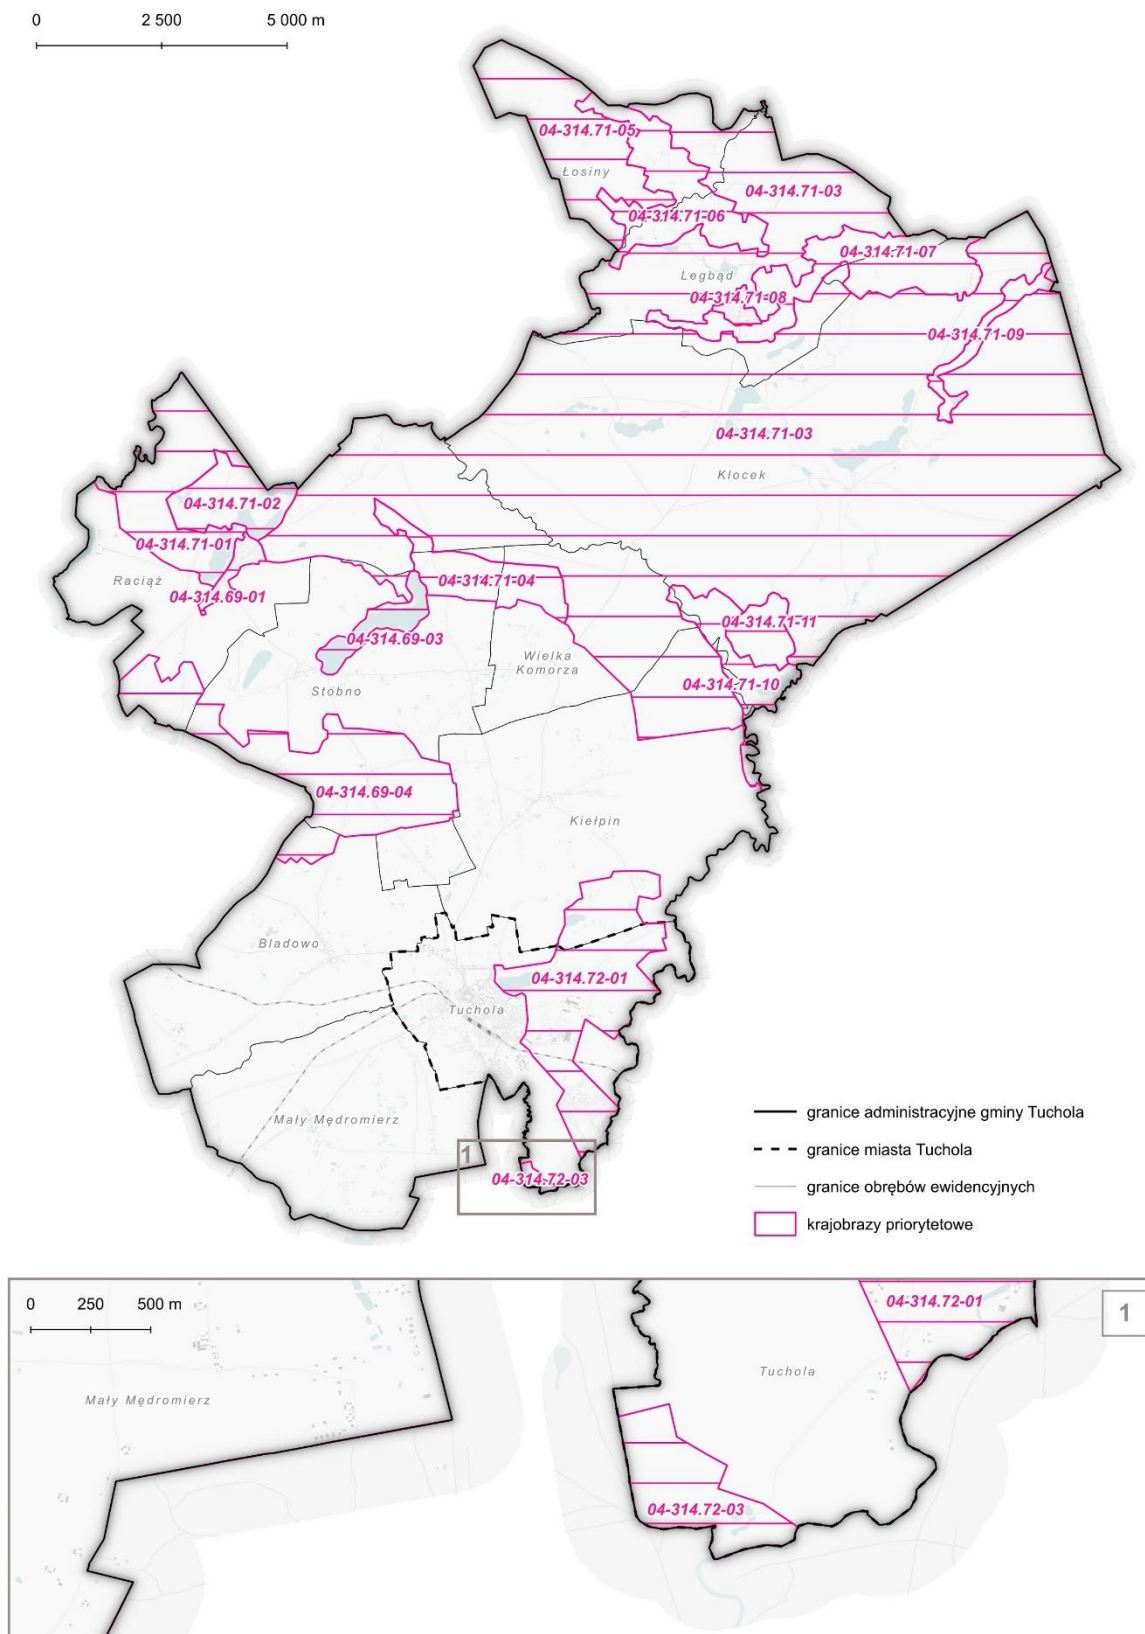 0 2 500 5 000 m
04-314.71-05
Łosiny
04-314.71-03
04-314.71-06
04-314.71-07
Legbąd
04-314.71-08
04-314.71-09
04-314.71-03
Klocek
04-314.71-02
04-314.71-01
Raciąż
04-314.71-04
04-314.69-01
04-314.71-11
04-314.69-03
Wielka
Komorza
04-314.71-10
Stobno
04-314.69-04
Kiełpin
Bladowo
04-314.72-01
Tuchola
Mały Mędromierz
granice administracyjne gminy Tuchola
granice miasta Tuchola
1
04-314.72-03
granice obrębów ewidencyjnych
krajobrazy priorytetowe
0 250 500 m
04-314.72-01
1
Tuchola
Mały Mędromierz
04-314.72-03